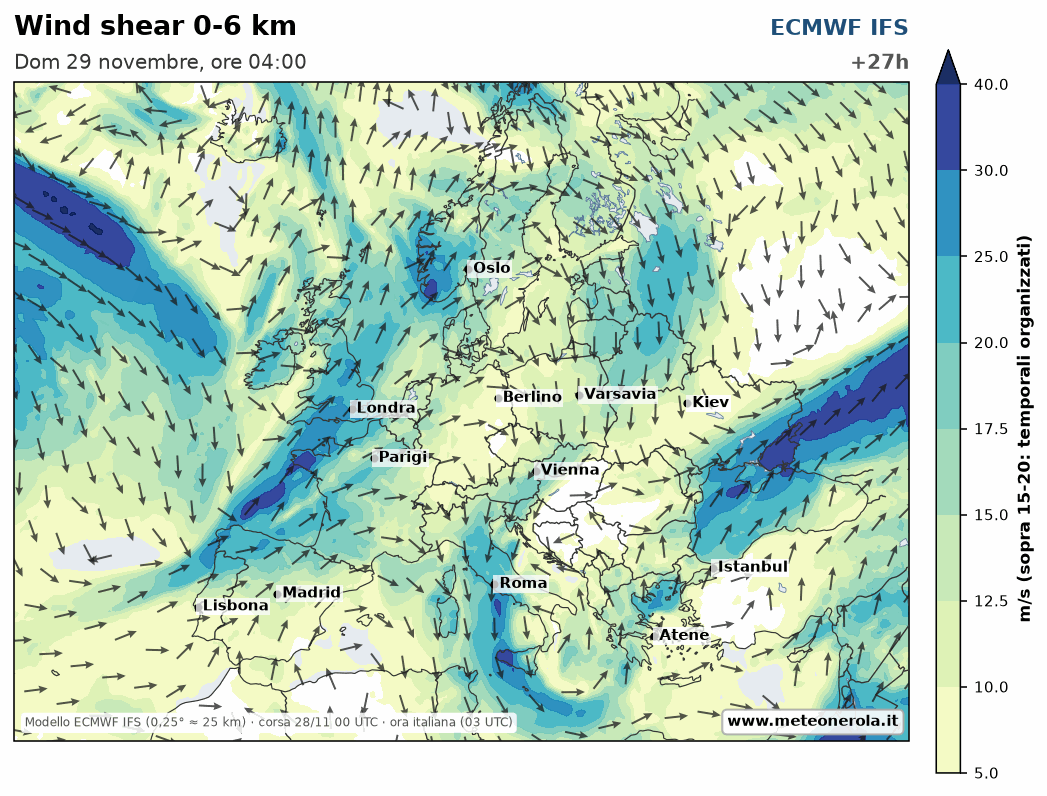 Wind shear 0-6 km
ECMWF IFS
Dom 29 novembre, ore 04:00
+27h
40.0
30.0
25.0
20.0
17.5
15.0
12.5
10.0
5.0
m/s (sopra 15-20: temporali organizzati)
Oslo
Berlino
Varsavia
Kiev
Londra
Parigi
Vienna
Istanbul
Roma
Madrid
Lisbona
Atene
Modello ECMWF IFS (0,25° ≈ 25 km) · corsa 28/11 00 UTC · ora italiana (03 UTC)
www.meteonerola.it